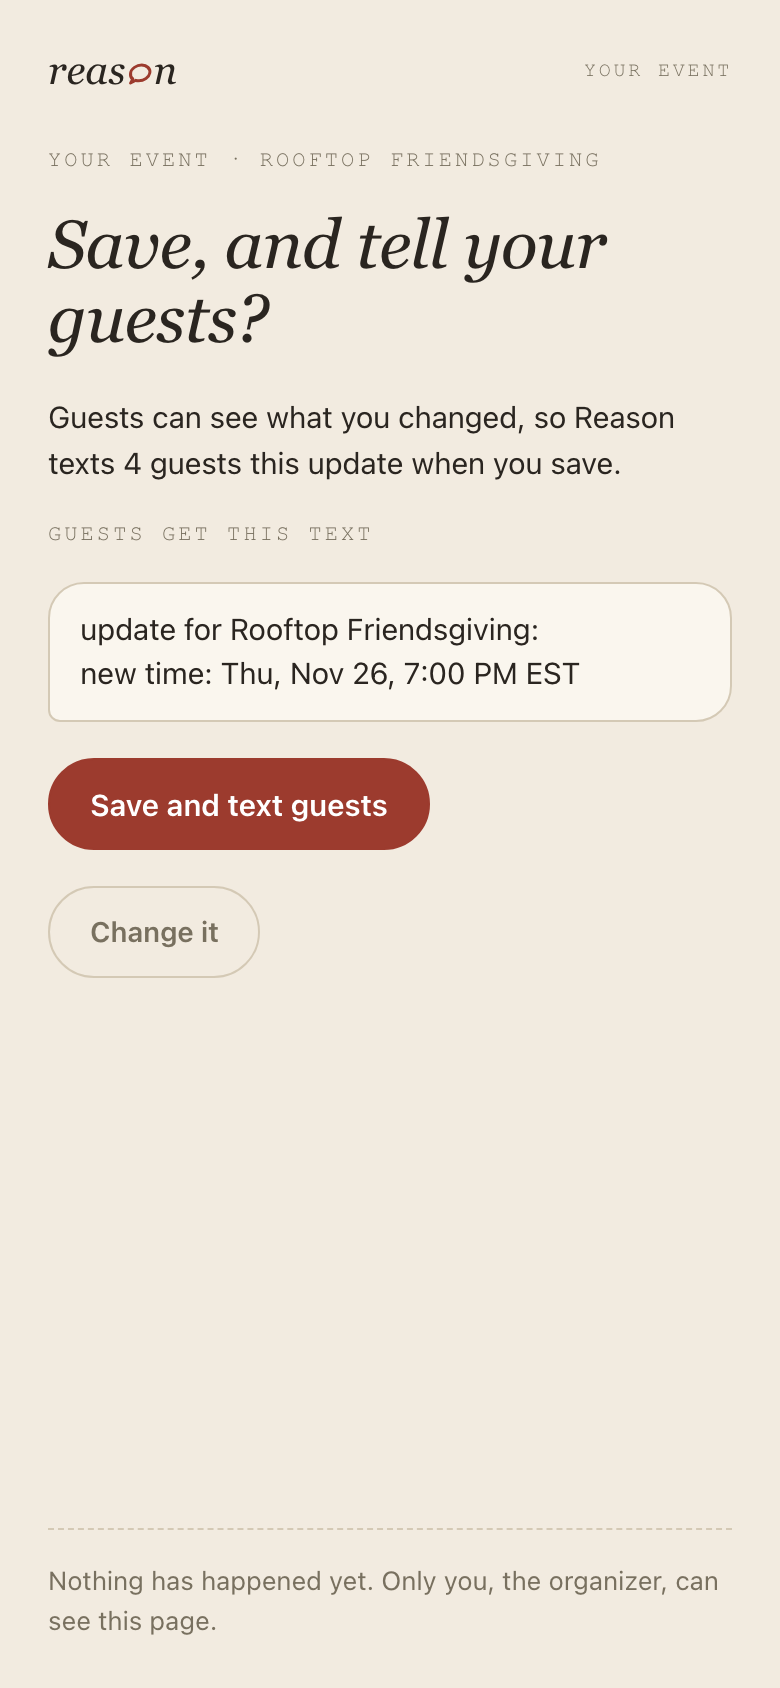 reason
YOUR EVENT
YOUR EVENT · ROOFTOP FRIENDSGIVING
Save, and tell your
guests?
Guests can see what you changed, so Reason
texts 4 guests this update when you save.
GUESTS GET THIS TEXT
update for Rooftop Friendsgiving:
new time: Thu, Nov 26, 7:00 PM EST
Save and text guests
Change it
Nothing has happened yet. Only you, the organizer, can
see this page.